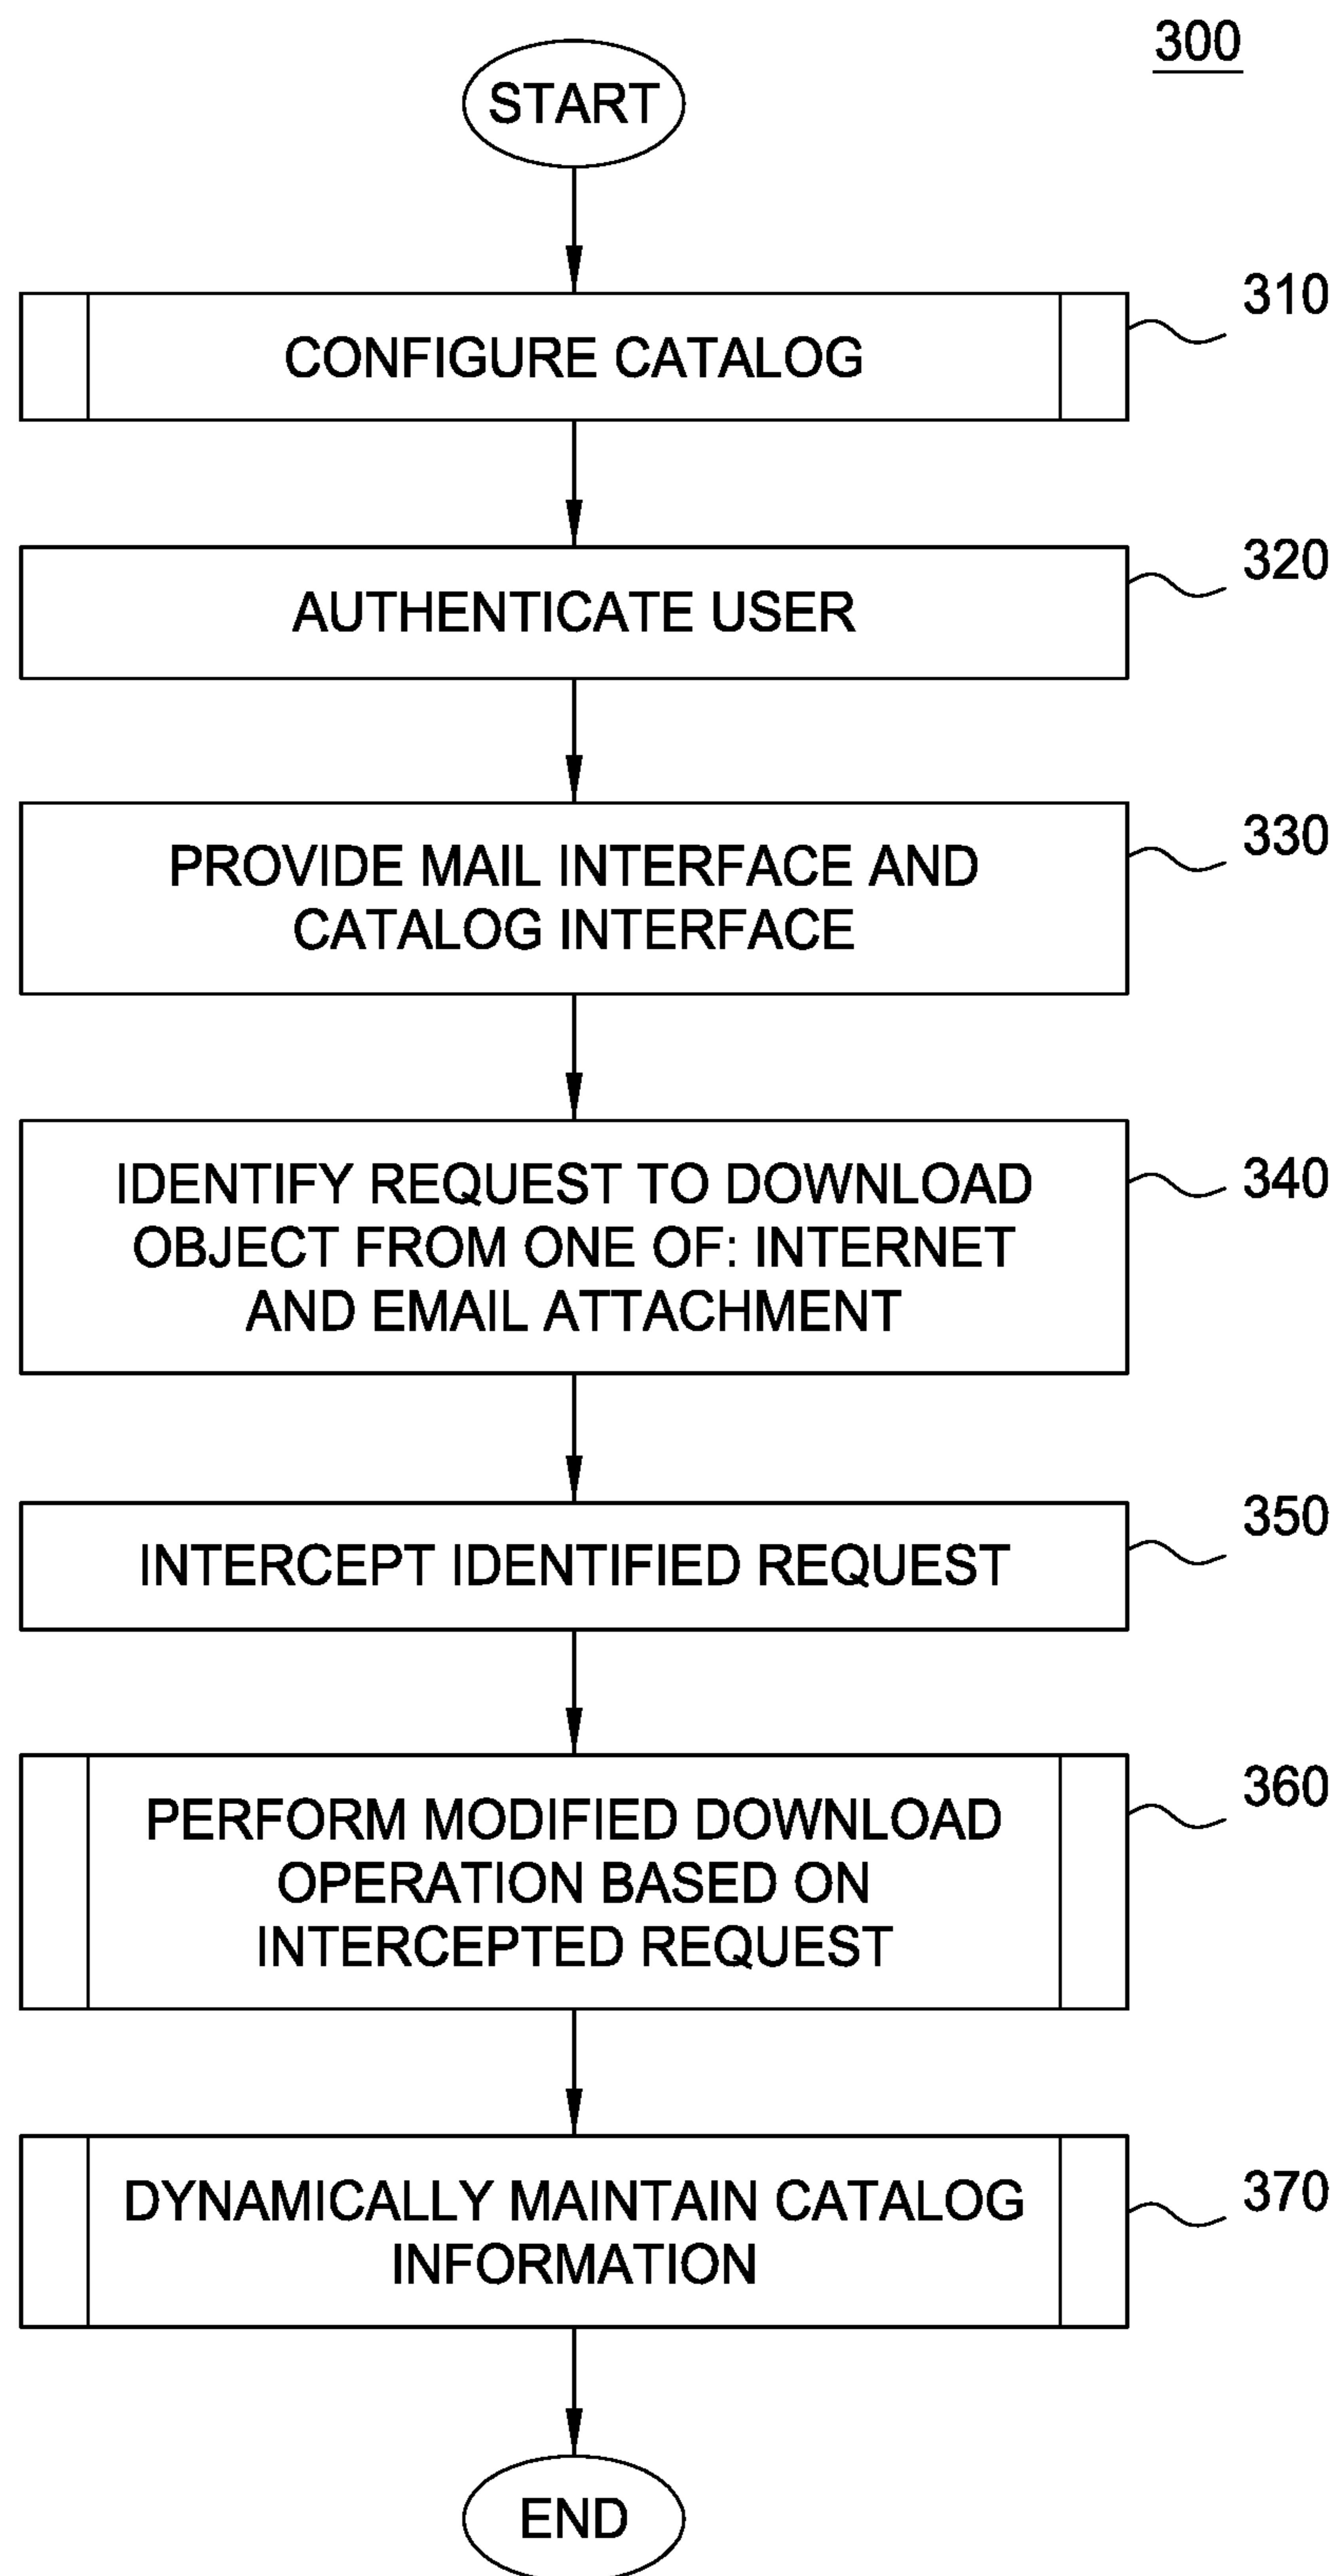 300
START
310
CONFIGURE CATALOG
320
AUTHENTICATE USER
330
PROVIDE MAIL INTERFACE AND
CATALOG INTERFACE
340
IDENTIFY REQUEST TO DOWNLOAD
OBJECT FROM ONE OF: INTERNET
AND EMAIL ATTACHMENT
350
INTERCEPT IDENTIFIED REQUEST
360
PERFORM MODIFIED DOWNLOAD
OPERATION BASED ON
INTERCEPTED REQUEST
370
DYNAMICALLY MAINTAIN CATALOG
INFORMATION
END